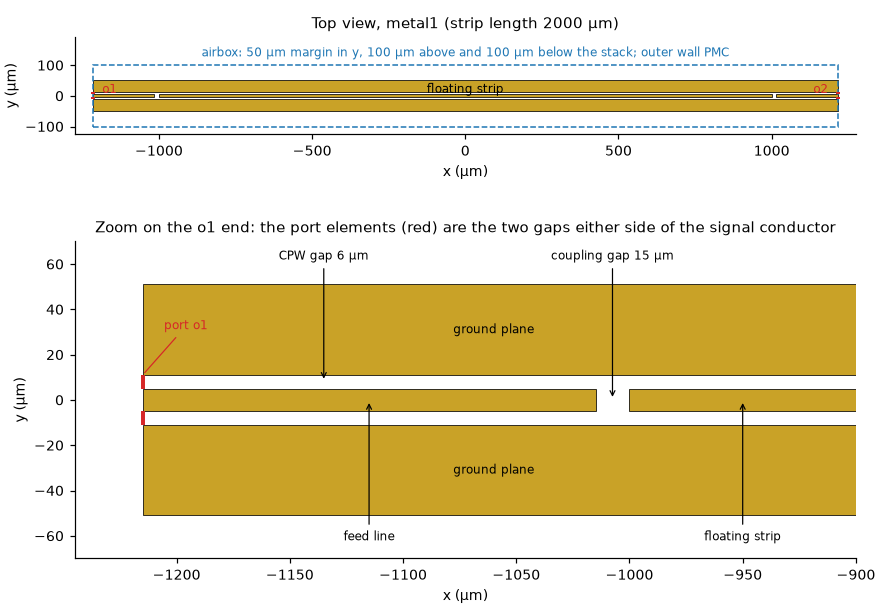 Top view, metal1 (strip length 2000 µm)
airbox: 50 µm margin in y, 100 µm above and 100 µm below the stack; outer wall PMC
o1
floating strip
o2
y (µm)
100
0
−100
−1000
−500
0
500
1000
x (µm)
Zoom on the o1 end: the port elements (red) are the two gaps either side of the signal conductor
CPW gap 6 µm
coupling gap 15 µm
port o1
ground plane
ground plane
feed line
floating strip
y (µm)
60
40
20
0
−20
−40
−60
−1200
−1150
−1100
−1050
−1000
−950
−900
x (µm)